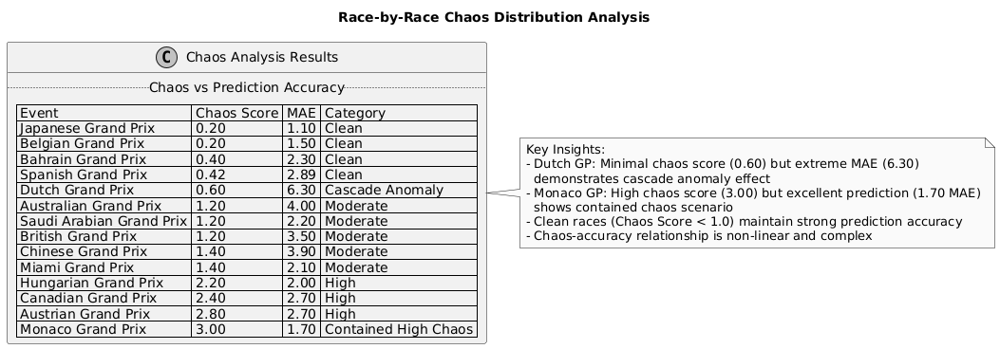 Race-by-Race Chaos Distribution Analysis
C Chaos Analysis Results
Chaos vs Prediction Accuracy
Event Chaos Score MAE Category
Japanese Grand Prix 0.20 1.10 Clean
Belgian Grand Prix 0.20 1.50 Clean
Bahrain Grand Prix 0.40 2.30 Clean
Spanish Grand Prix 0.42 2.89 Clean
Dutch Grand Prix 0.60 6.30 Cascade Anomaly
Australian Grand Prix 1.20 4.00 Moderate
Saudi Arabian Grand Prix 1.20 2.20 Moderate
British Grand Prix 1.20 3.50 Moderate
Chinese Grand Prix 1.40 3.90 Moderate
Miami Grand Prix 1.40 2.10 Moderate
Hungarian Grand Prix 2.20 2.00 High
Canadian Grand Prix 2.40 2.70 High
Austrian Grand Prix 2.80 2.70 High
Monaco Grand Prix 3.00 1.70 Contained High Chaos
Key Insights:
- Dutch GP: Minimal chaos score (0.60) but extreme MAE (6.30)
demonstrates cascade anomaly effect
- Monaco GP: High chaos score (3.00) but excellent prediction (1.70 MAE)
shows contained chaos scenario
- Clean races (Chaos Score < 1.0) maintain strong prediction accuracy
- Chaos-accuracy relationship is non-linear and complex